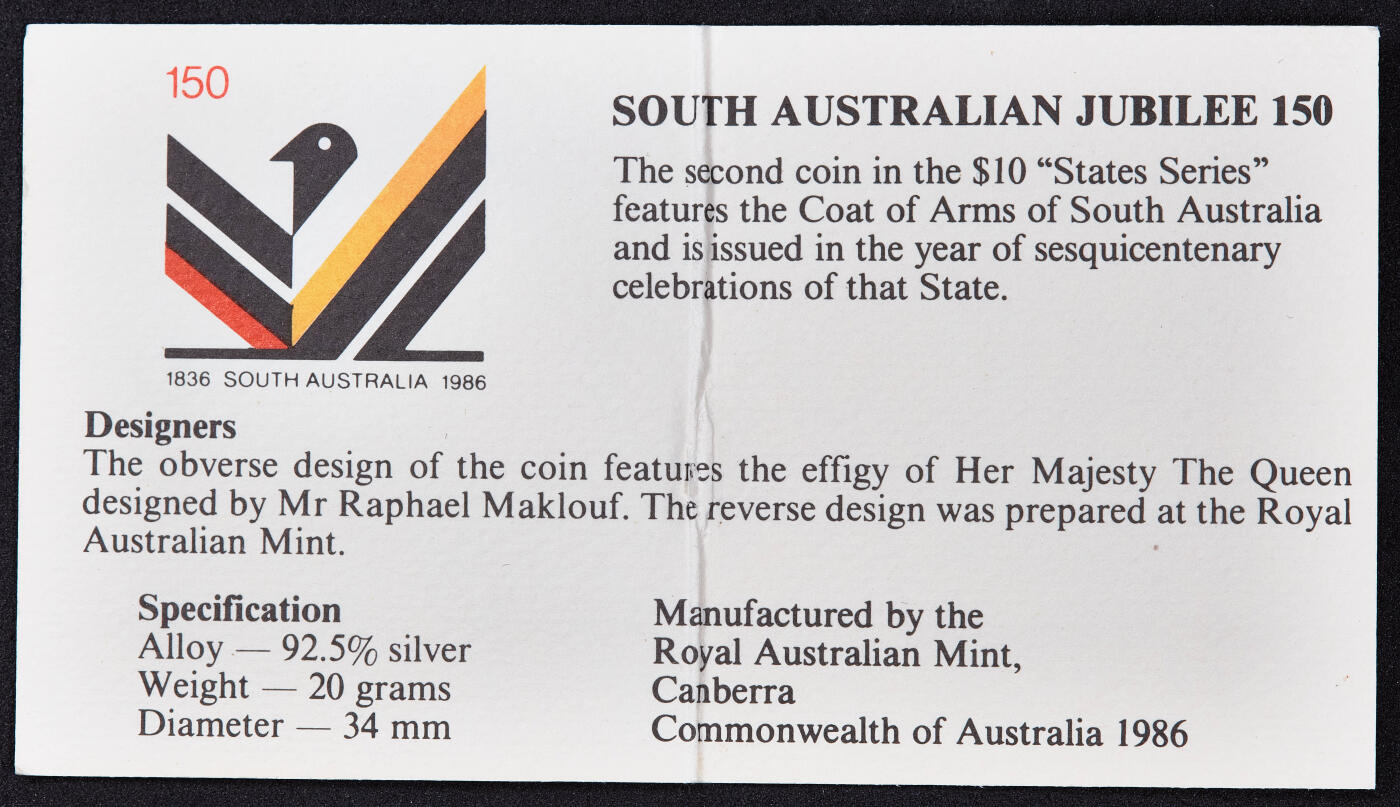 150
1836 SOUTH AUSTRALIA 1986
SOUTH AUSTRALIAN JUBILEE 150
The second coin in the $10 “States Series”
features the Coat of Arms of South Australia
and is issued in the year of sesquicentenary
celebrations of that State.
Designers
The obverse design of the coin features the effigy of Her Majesty The Queen
designed by Mr Raphael Maklouf. The reverse design was prepared at the Royal
Australian Mint.
Specification
Alloy — 92.5% silver
Weight — 20 grams
Diameter — 34 mm
Manufactured by the
Royal Australian Mint,
Canberra
Commonwealth of Australia 1986